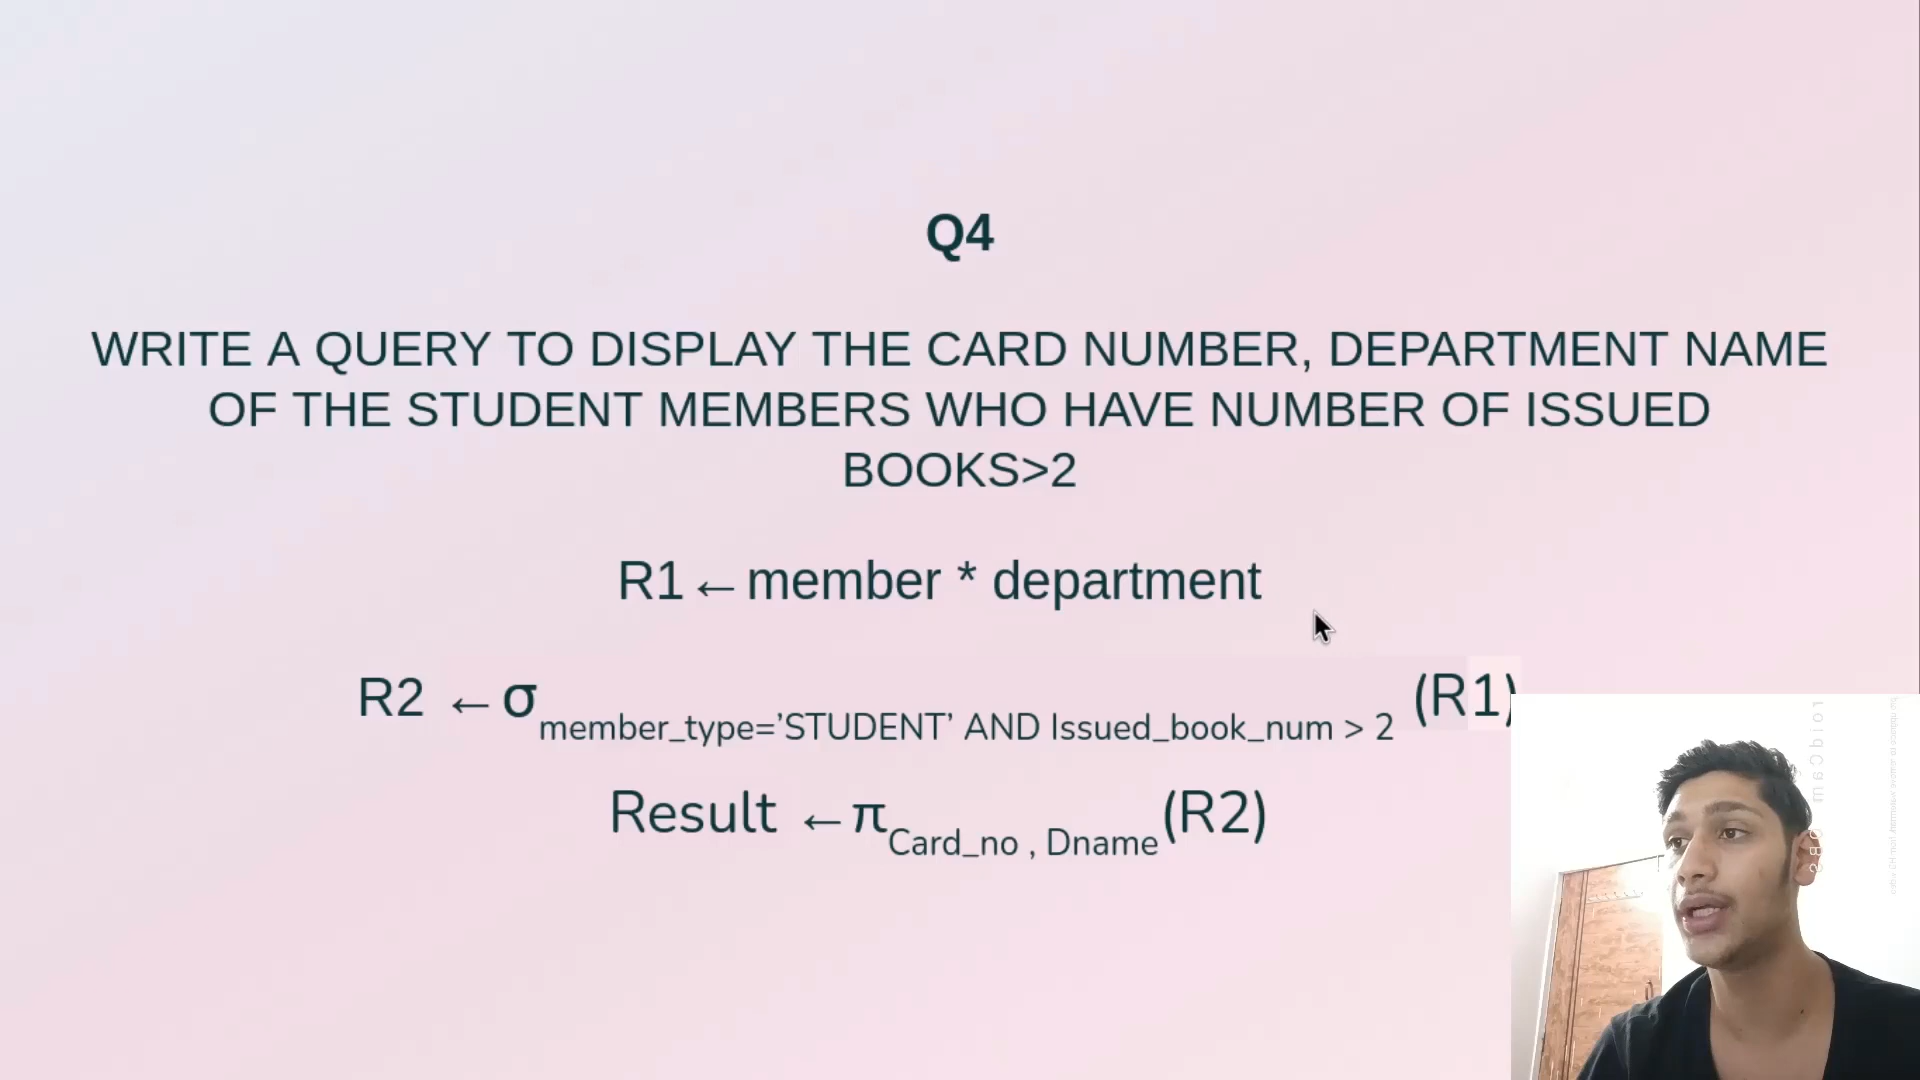 Q4
WRITE A QUERY TO DISPLAY THE CARD NUMBER, DEPARTMENT NAME
OF THE STUDENT MEMBERS WHO HAVE NUMBER OF ISSUED
BOOKS>2
R1←member * department
R2 ←σmember_type=’STUDENT’ AND Issued_book_num > 2 (R1)
Result ←πCard_no , Dname(R2)